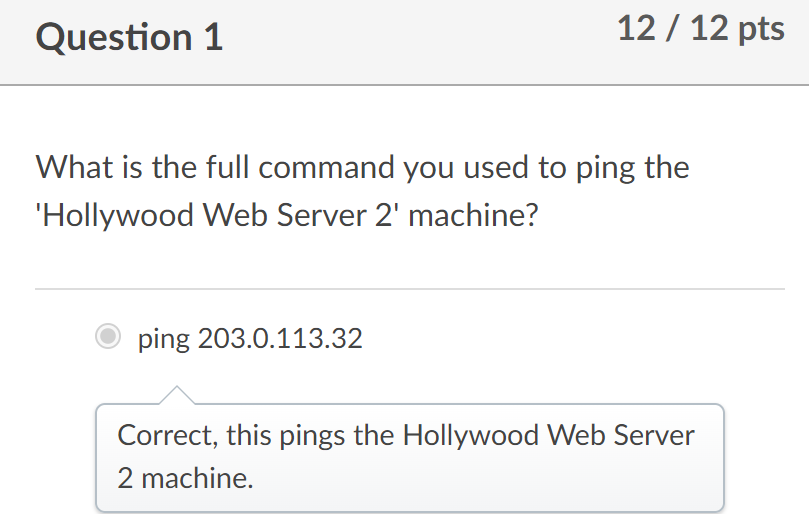 Question 1
12 / 12 pts
What is the full command you used to ping the
'Hollywood Web Server 2' machine?
ping 203.0.113.32
Correct, this pings the Hollywood Web Server
2 machine.